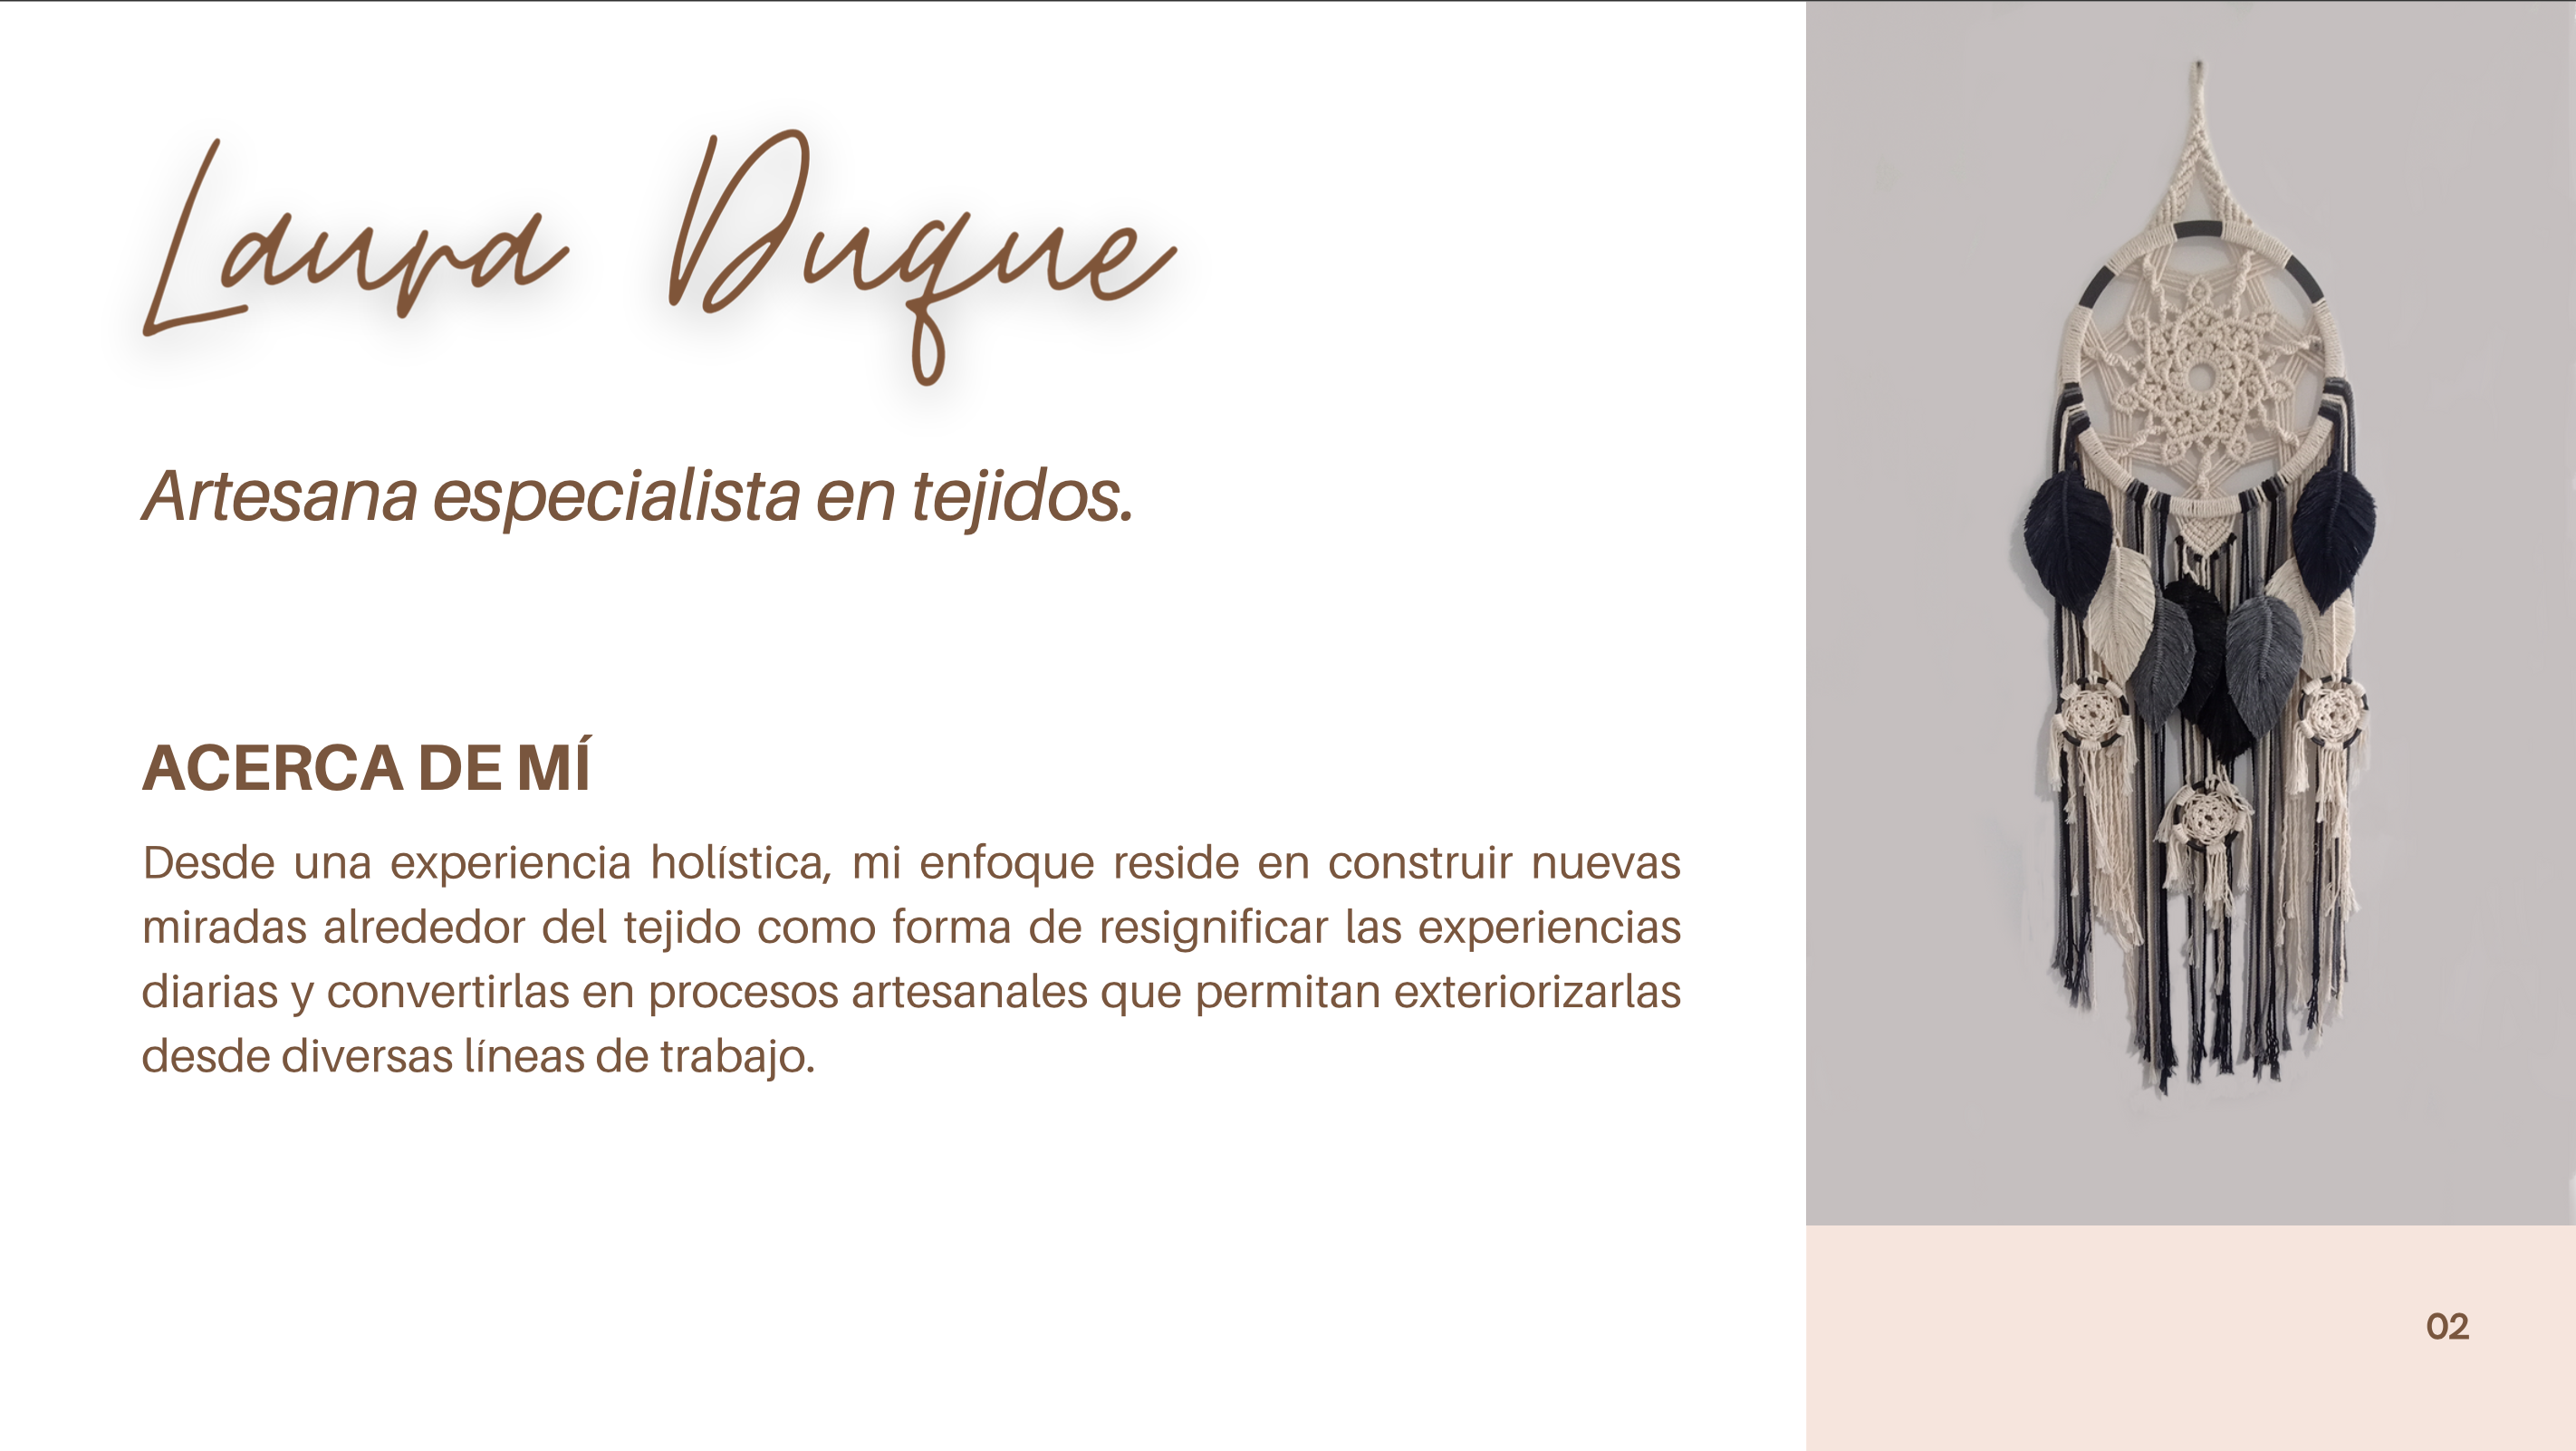 Laura Duque
Artesana especialista en tejidos.
ACERCA DE MÍ
Desde una experiencia holística, mi enfoque reside en construir nuevas
miradas alrededor del tejido como forma de resignificar las experiencias
diarias y convertirlas en procesos artesanales que permitan exteriorizarlas
desde diversas líneas de trabajo.
02